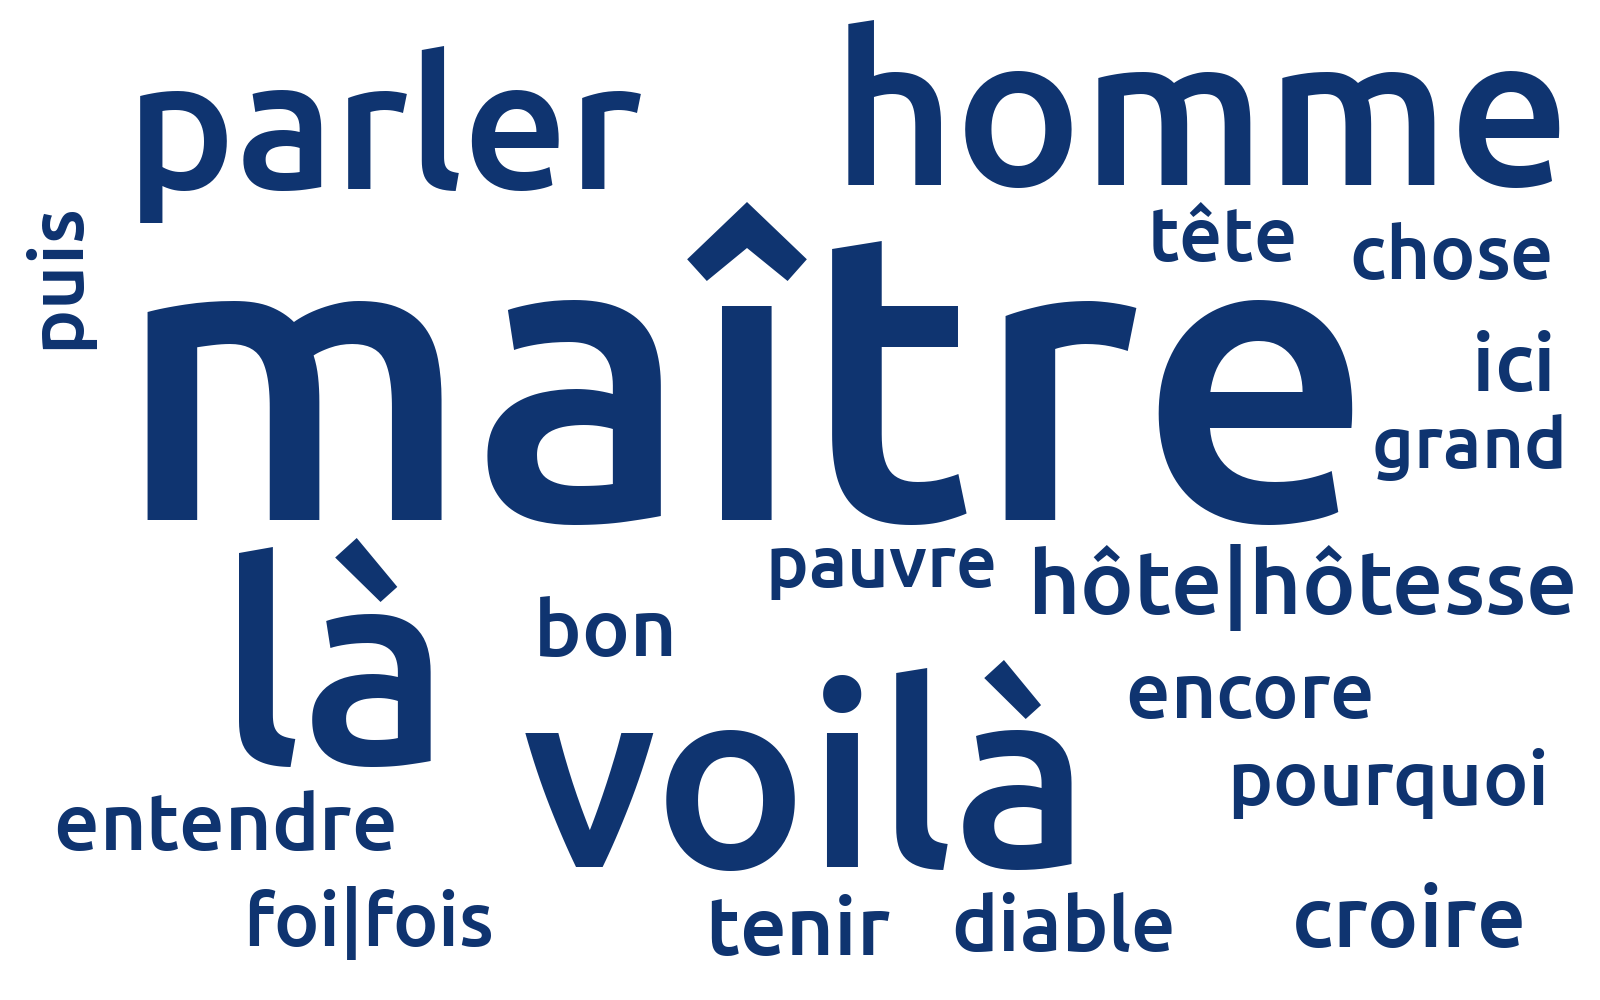 parler
homme
puis
tête
chose
maître
ici
grand
là
pauvre
hôte|hôtesse
bon
voilà
encore
pourquoi
entendre
foi|fois
tenir
diable
croire